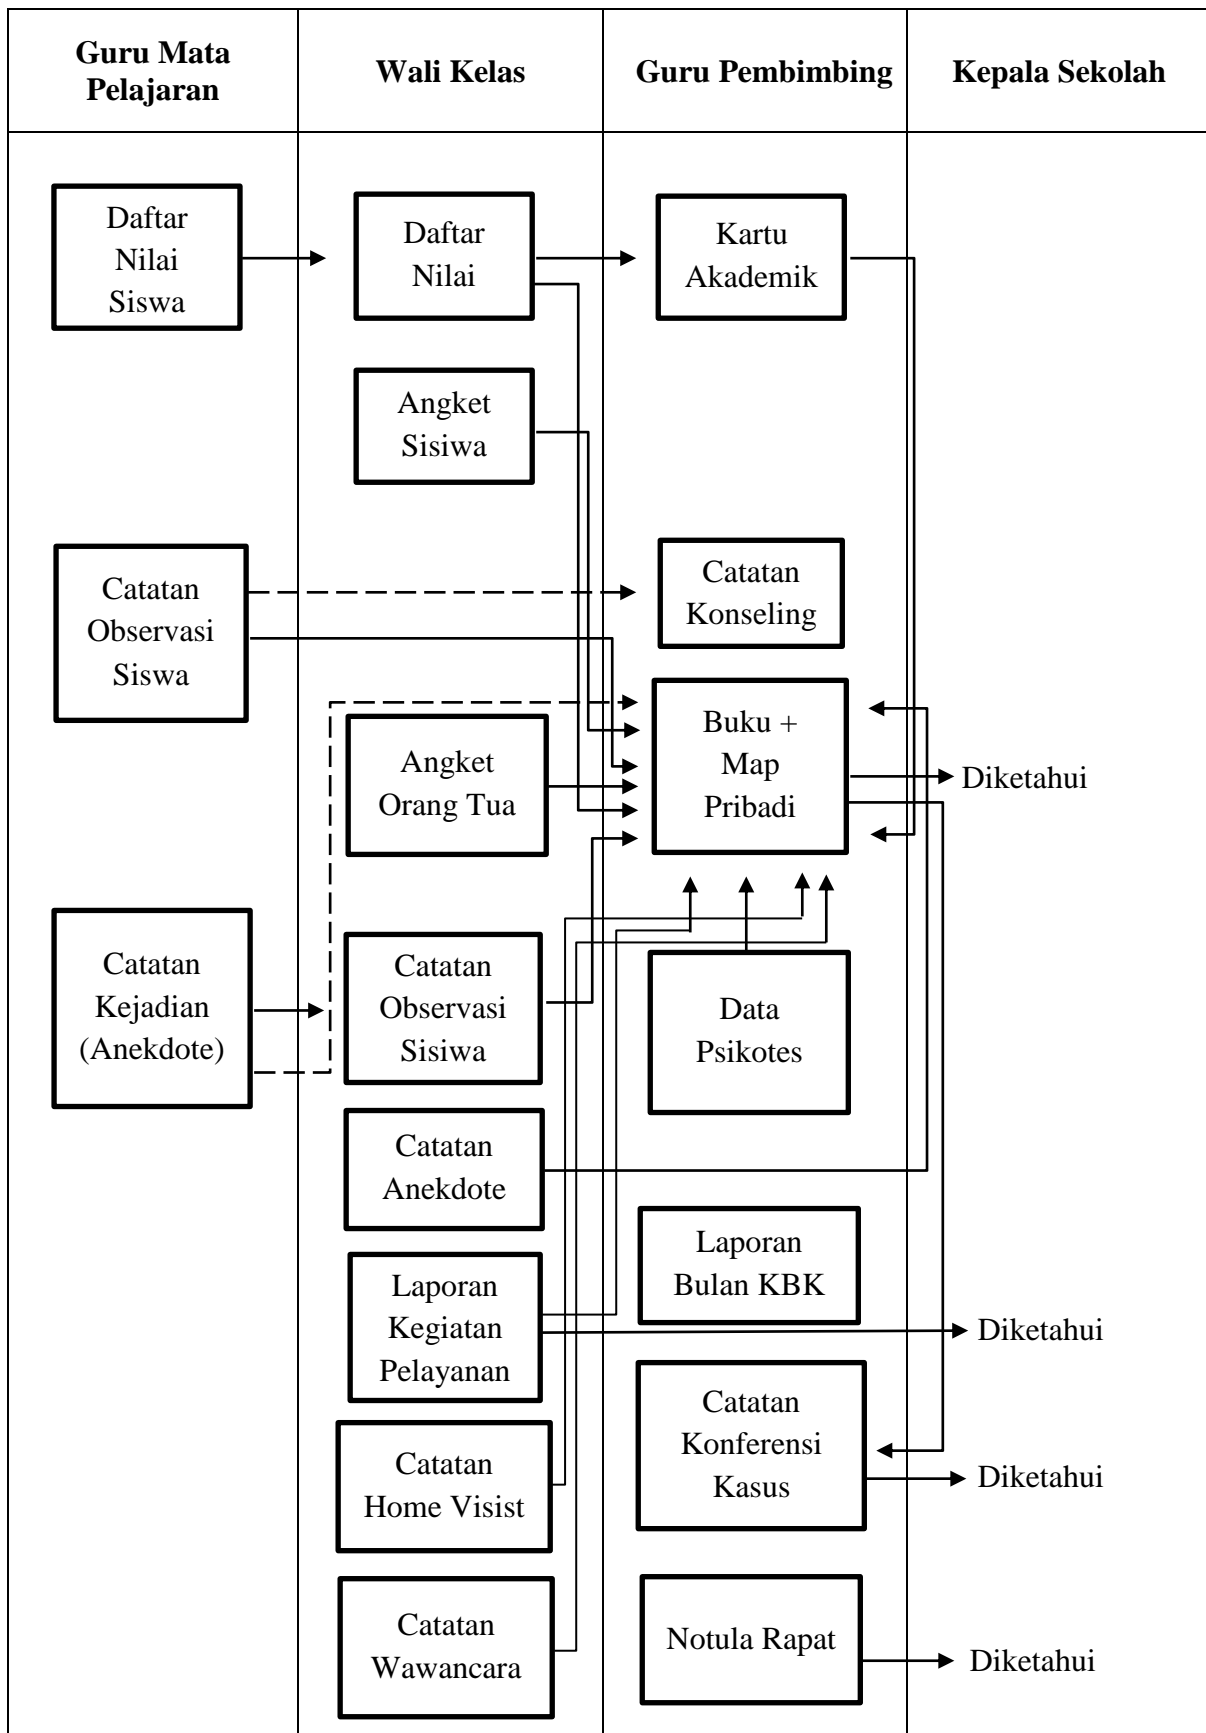 Guru Mata
Pelajaran
Wali Kelas
Guru Pembimbing
Kepala Sekolah
Daftar
Nilai
Siswa
Daftar
Nilai
Kartu
Akademik
Angket
Sisiwa
Catatan
Observasi
Siswa
Catatan
Konseling
Angket
Orang Tua
Buku +
Map
Pribadi
Diketahui
Catatan
Kejadian
(Anekdote)
Catatan
Observasi
Sisiwa
Data
Psikotes
Catatan
Anekdote
Laporan
Bulan KBK
Laporan
Kegiatan
Pelayanan
Diketahui
Catatan
Konferensi
Kasus
Diketahui
Catatan
Home Visist
Catatan
Wawancara
Notula Rapat
Diketahui